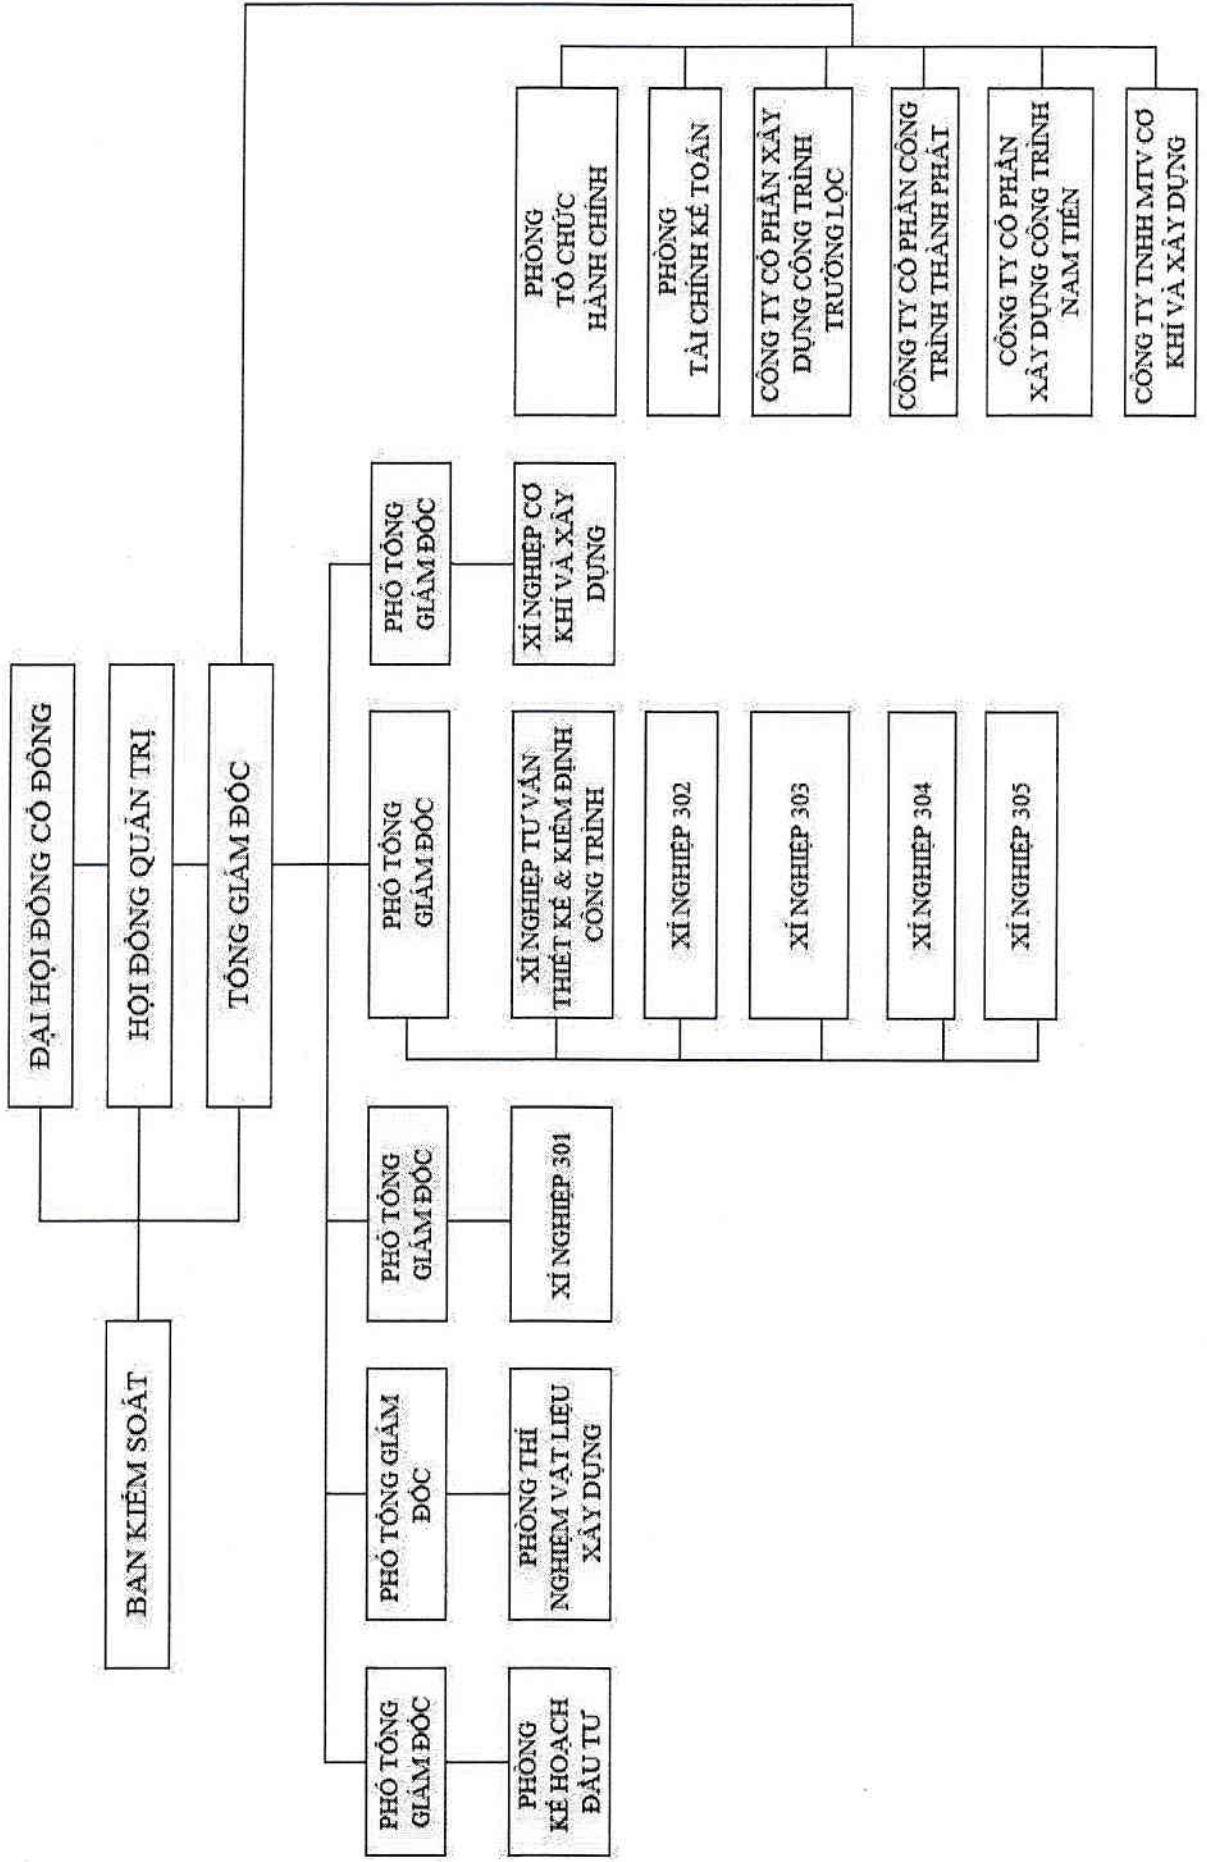 ĐẠI HỘI ĐỒNG CỔ ĐÔNG
BAN KIỂM SOÁT
HỘI ĐỒNG QUẢN TRỊ
TỔNG GIÁM ĐỐC
PHÓ TỔNG
GIÁM ĐỐC
PHÓ TỔNG GIÁM
ĐỐC
PHÓ TỔNG
GIÁM ĐỐC
PHÓ TỔNG
GIÁM ĐỐC
PHÓ TỔNG
GIÁM ĐỐC
PHÒNG
KẾ HOẠCH
ĐẦU TƯ
PHÒNG THÍ
NGHIỆM VẬT LIỆU
XÂY DỰNG
XÍ NGHIỆP 301
XÍ NGHIỆP TƯ VẤN
THIẾT KẾ & KIỂM ĐỊNH
CÔNG TRÌNH
XÍ NGHIỆP 302
XÍ NGHIỆP 303
XÍ NGHIỆP 304
XÍ NGHIỆP 305
XÍ NGHIỆP CƠ
KHÍ VÀ XÂY
DỰNG
PHÒNG
TỔ CHỨC
HÀNH CHÍNH
PHÒNG
TÀI CHÍNH KẾ TOÁN
CÔNG TY CỔ PHẦN XÂY
DỰNG CÔNG TRÌNH
TRƯỜNG LỘC
CÔNG TY CỔ PHẦN CÔNG
TRÌNH THÀNH PHÁT
CÔNG TY CỔ PHẦN
XÂY DỰNG CÔNG TRÌNH
NAM TIẾN
CÔNG TY TNHH MTV CƠ
KHÍ VÀ XÂY DỰNG